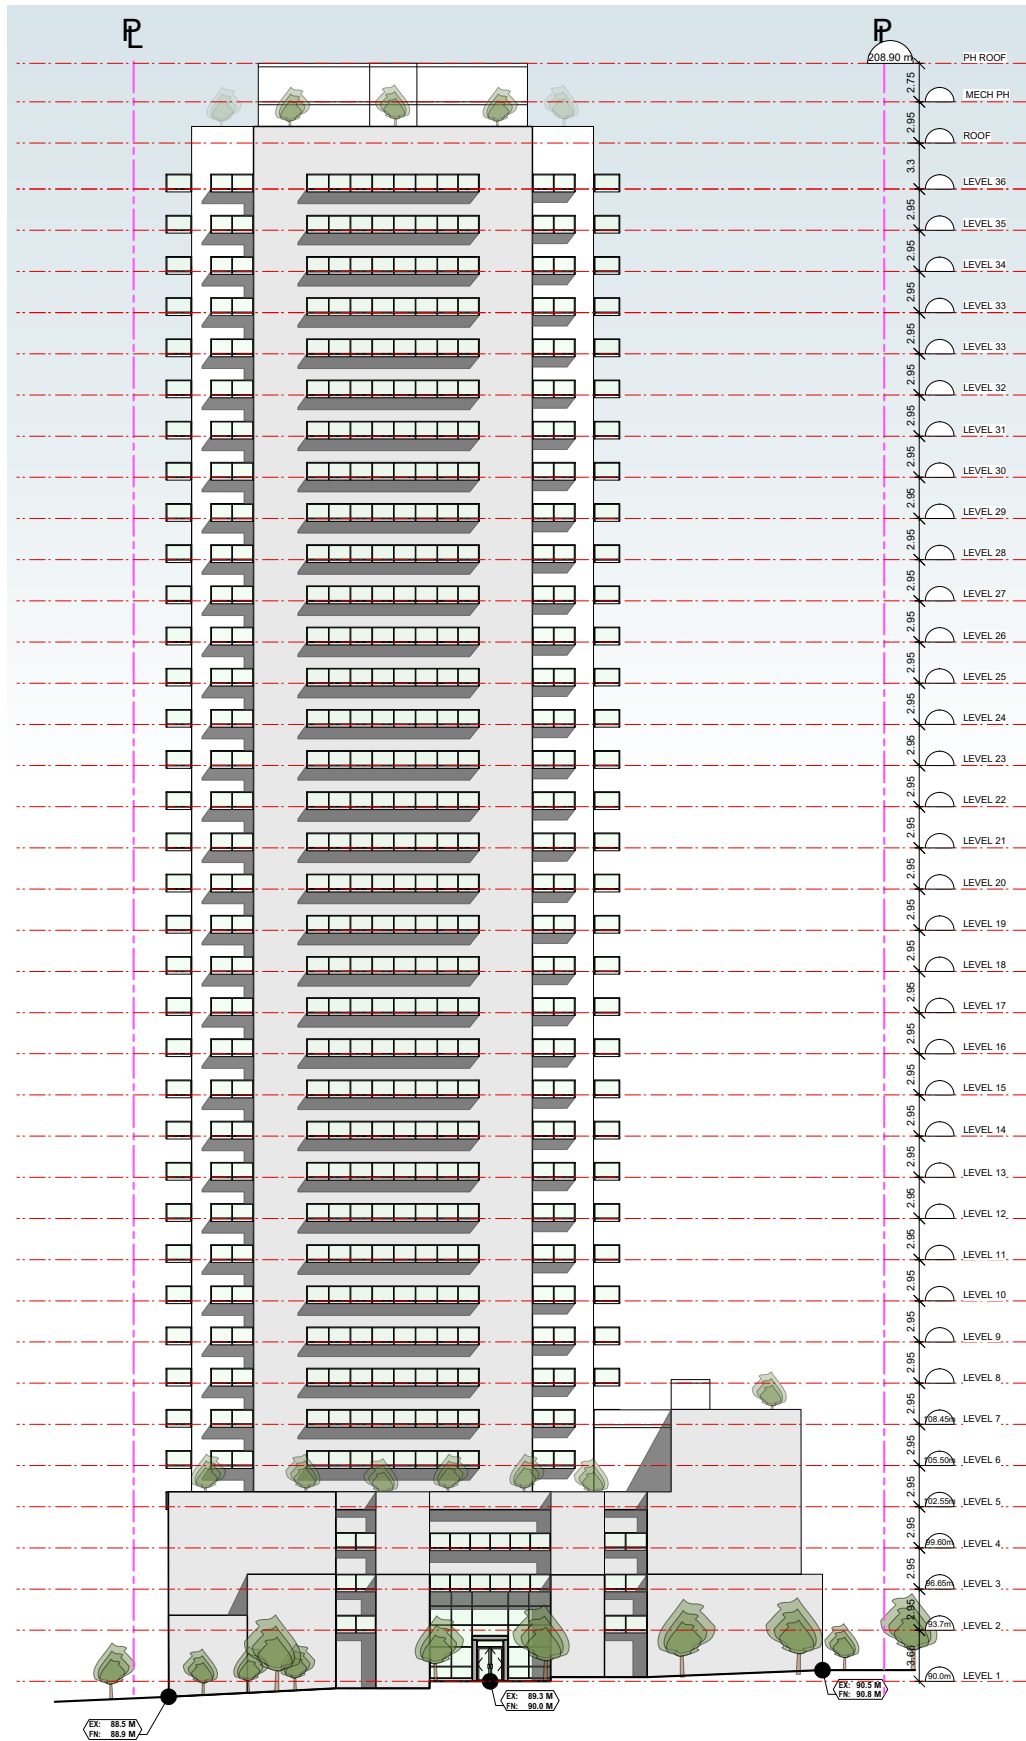 PL PL
208.90 m PH ROOF
2.75
MECH PH
2.95
ROOF
3.3
LEVEL 36
2.95
LEVEL 35
2.95
LEVEL 34
2.95
LEVEL 33
2.95
LEVEL 33
2.95
LEVEL 32
2.95
LEVEL 31
2.95
LEVEL 30
2.95
LEVEL 29
2.95
LEVEL 28
2.95
LEVEL 27
2.95
LEVEL 26
2.95
LEVEL 25
2.95
LEVEL 24
2.95
LEVEL 23
2.95
LEVEL 22
2.95
LEVEL 21
2.95
LEVEL 20
2.95
LEVEL 19
2.95
LEVEL 18
2.95
LEVEL 17
2.95
LEVEL 16
2.95
LEVEL 15
2.95
LEVEL 14
2.95
LEVEL 13
2.95
LEVEL 12
2.95
LEVEL 11
2.95
LEVEL 10
2.95
LEVEL 9
2.95
LEVEL 8
2.95
108.45m LEVEL 7
2.95
105.50m LEVEL 6
2.95
102.55m LEVEL 5
2.95
99.60m LEVEL 4
2.95
96.65m LEVEL 3
2.95
93.7m LEVEL 2
90.0m LEVEL 1
EX: 90.5 M
FN: 90.8 M
EX: 89.3 M
FN: 90.0 M
EX: 88.5 M
FN: 88.9 M